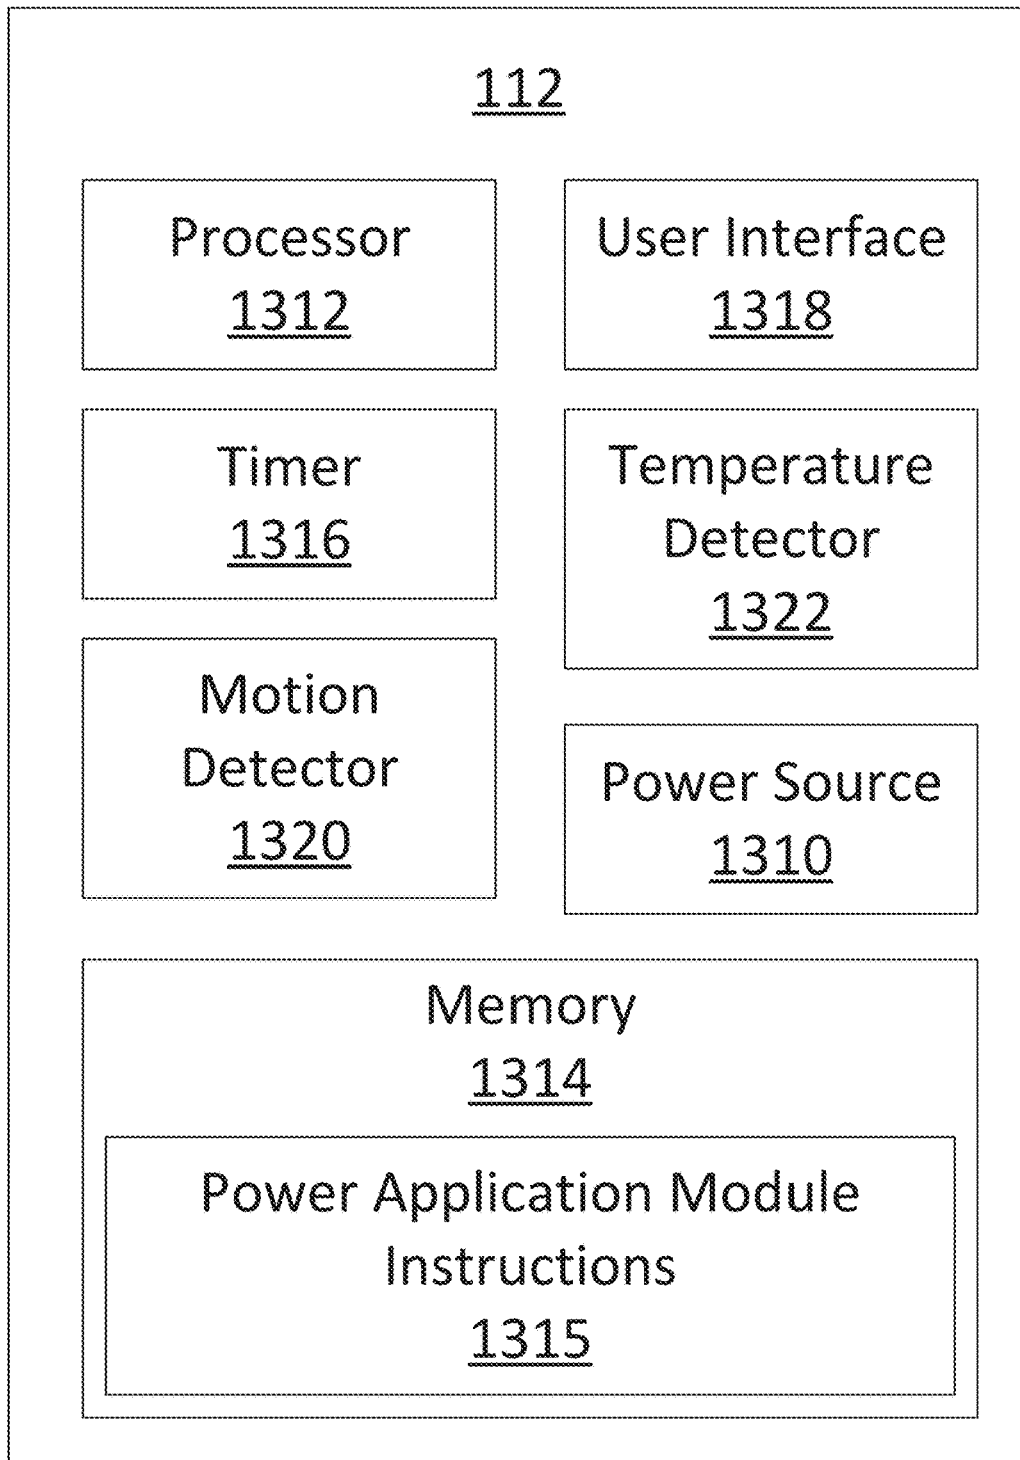 112
Processor
1312
User Interface
1318
Timer
1316
Temperature
Detector
1322
Motion
Detector
1320
Power Source
1310
Memory
1314
Power Application Module
Instructions
1315